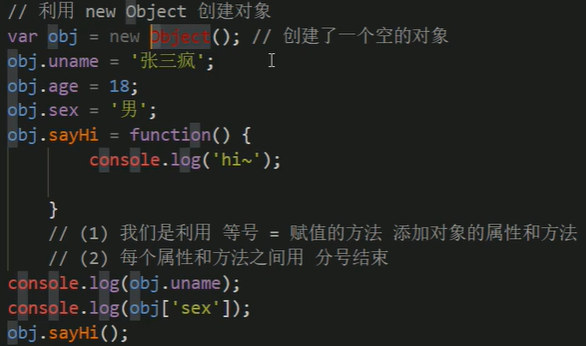 // 利用 new Object 创建对象
var obj = new Object(); // 创建了一个空的对象
obj.uname = '张三疯';
obj.age = 18;
obj.sex = '男';
obj.sayHi = function() {
console.log('hi~');
}
// (1) 我们是利用 等号 = 赋值的方法 添加对象的属性和方法
// (2) 每个属性和方法之间用 分号结束
console.log(obj.uname);
console.log(obj['sex']);
obj.sayHi();